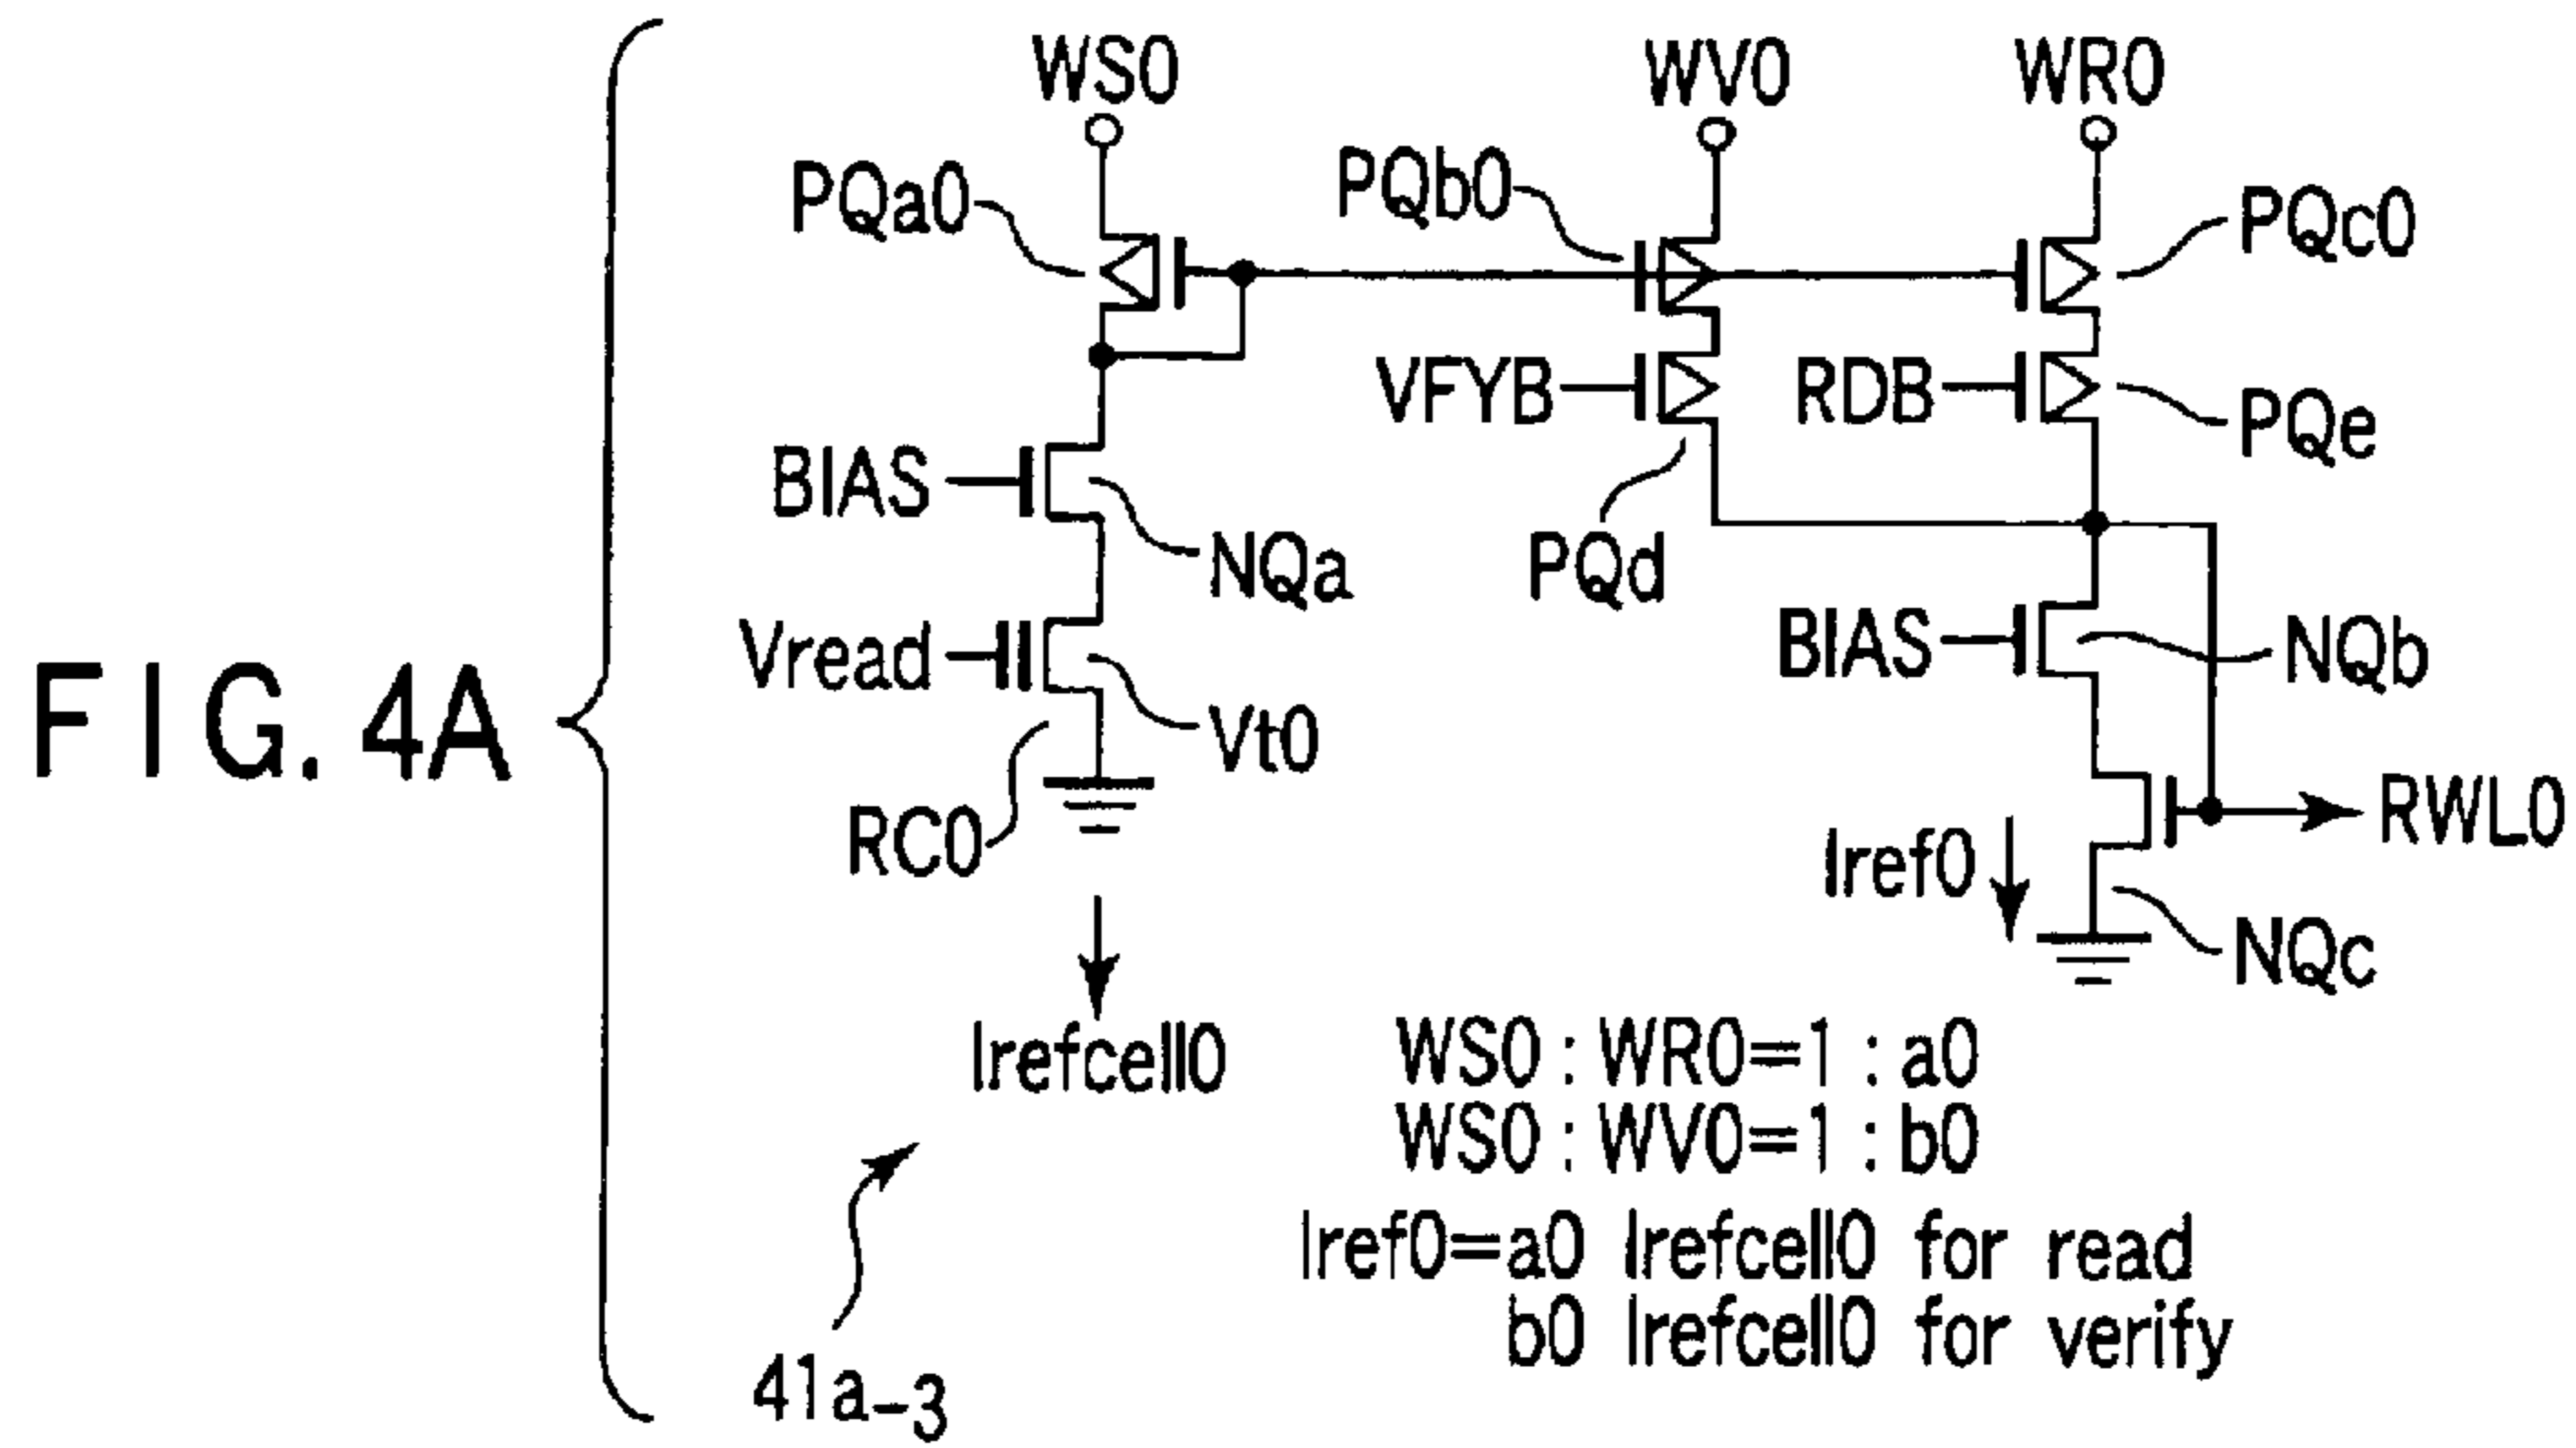 FIG. 4A
WS0
WV0
WR0
PQa0
PQb0
PQc0
VFYB
RDB
PQe
BIAS
NQa
PQd
Vread
Vt0
BIAS
NQb
RC0
Iref0
RWL0
NQc
Irefcell0
WS0 : WR0=1 : a0
WS0 : WV0=1 : b0
Iref0=a0 Irefcell0 for read
b0 Irefcell0 for verify
41a-3